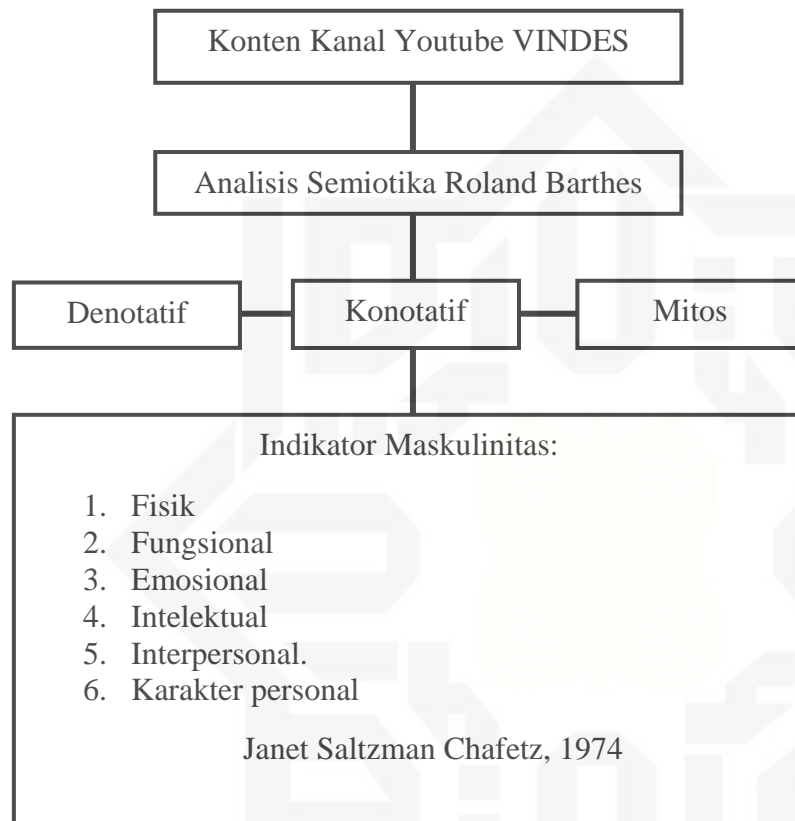 Konten Kanal Youtube VINDES
Analisis Semiotika Roland Barthes
Denotatif
Konotatif
Mitos
Indikator Maskulinitas:
1. Fisik
2. Fungsional
3. Emosional
4. Intelektual
5. Interpersonal.
6. Karakter personal
Janet Saltzman Chafetz, 1974